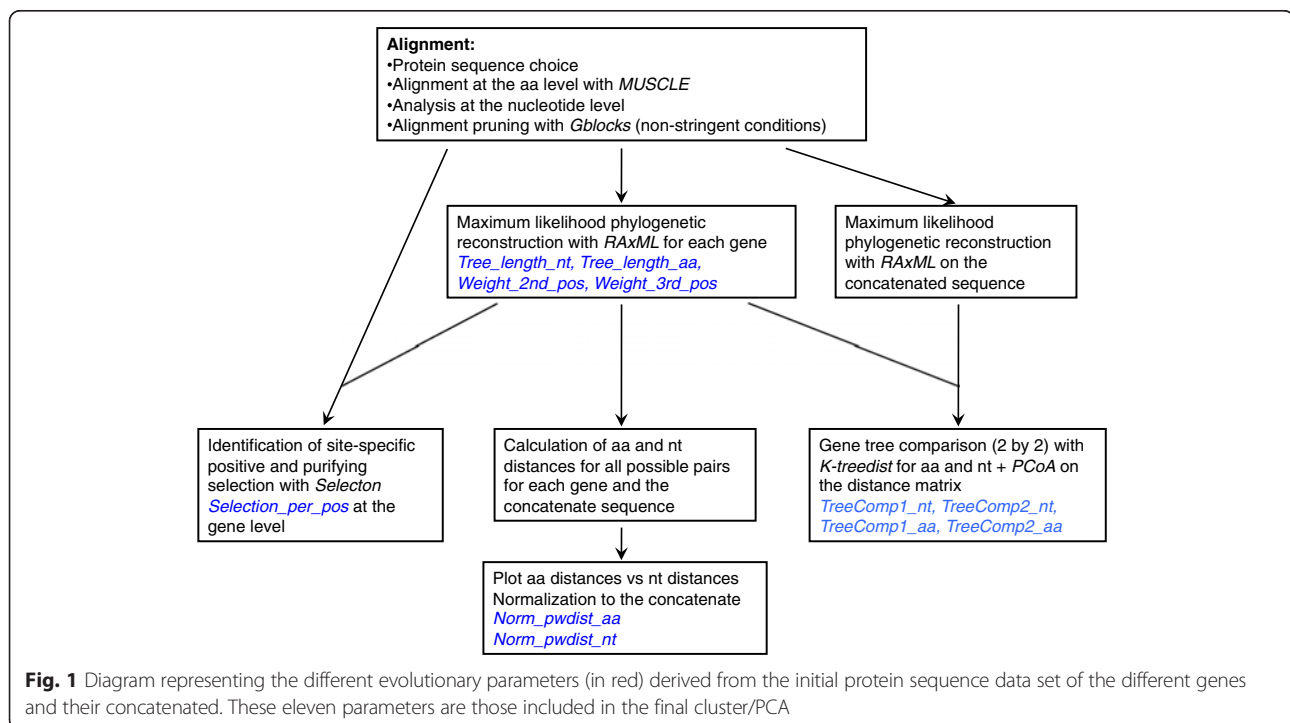 Alignment:
•Protein sequence choice
•Alignment at the aa level with MUSCLE
•Analysis at the nucleotide level
•Alignment pruning with Gblocks (non-stringent conditions)
Maximum likelihood phylogenetic
reconstruction with RAxML for each gene
Tree_length_nt, Tree_length_aa,
Weight_2nd_pos, Weight_3rd_pos
Maximum likelihood
phylogenetic reconstruction
with RAxML on the
concatenated sequence
Identification of site-specific
positive and purifying
selection with Selecton
Selection_per_pos at the
gene level
Calculation of aa and nt
distances for all possible pairs
for each gene and the
concatenate sequence
Gene tree comparison (2 by 2) with
K-treedist for aa and nt + PCoA on
the distance matrix
TreeComp1_nt, TreeComp2_nt,
TreeComp1_aa, TreeComp2_aa
Plot aa distances vs nt distances
Normalization to the concatenate
Norm_pwdist_aa
Norm_pwdist_nt
Fig. 1 Diagram representing the different evolutionary parameters (in red) derived from the initial protein sequence data set of the different genes
and their concatenated. These eleven parameters are those included in the final cluster/PCA